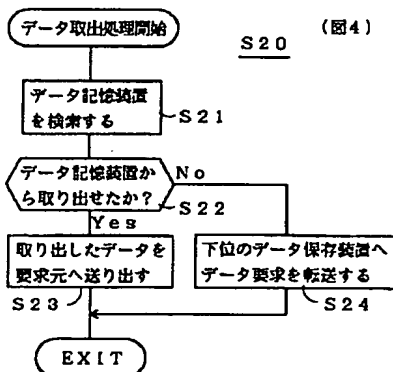 データ取出処理開始
(図4)
S20
データ記憶装置
を検索する
S21
データ記憶装置か
ら取り出せたか?
No
S22
Yes
取り出したデータを
要求元へ送り出す
S23
下位のデータ保存装置へ
データ要求を転送する
S24
EXIT